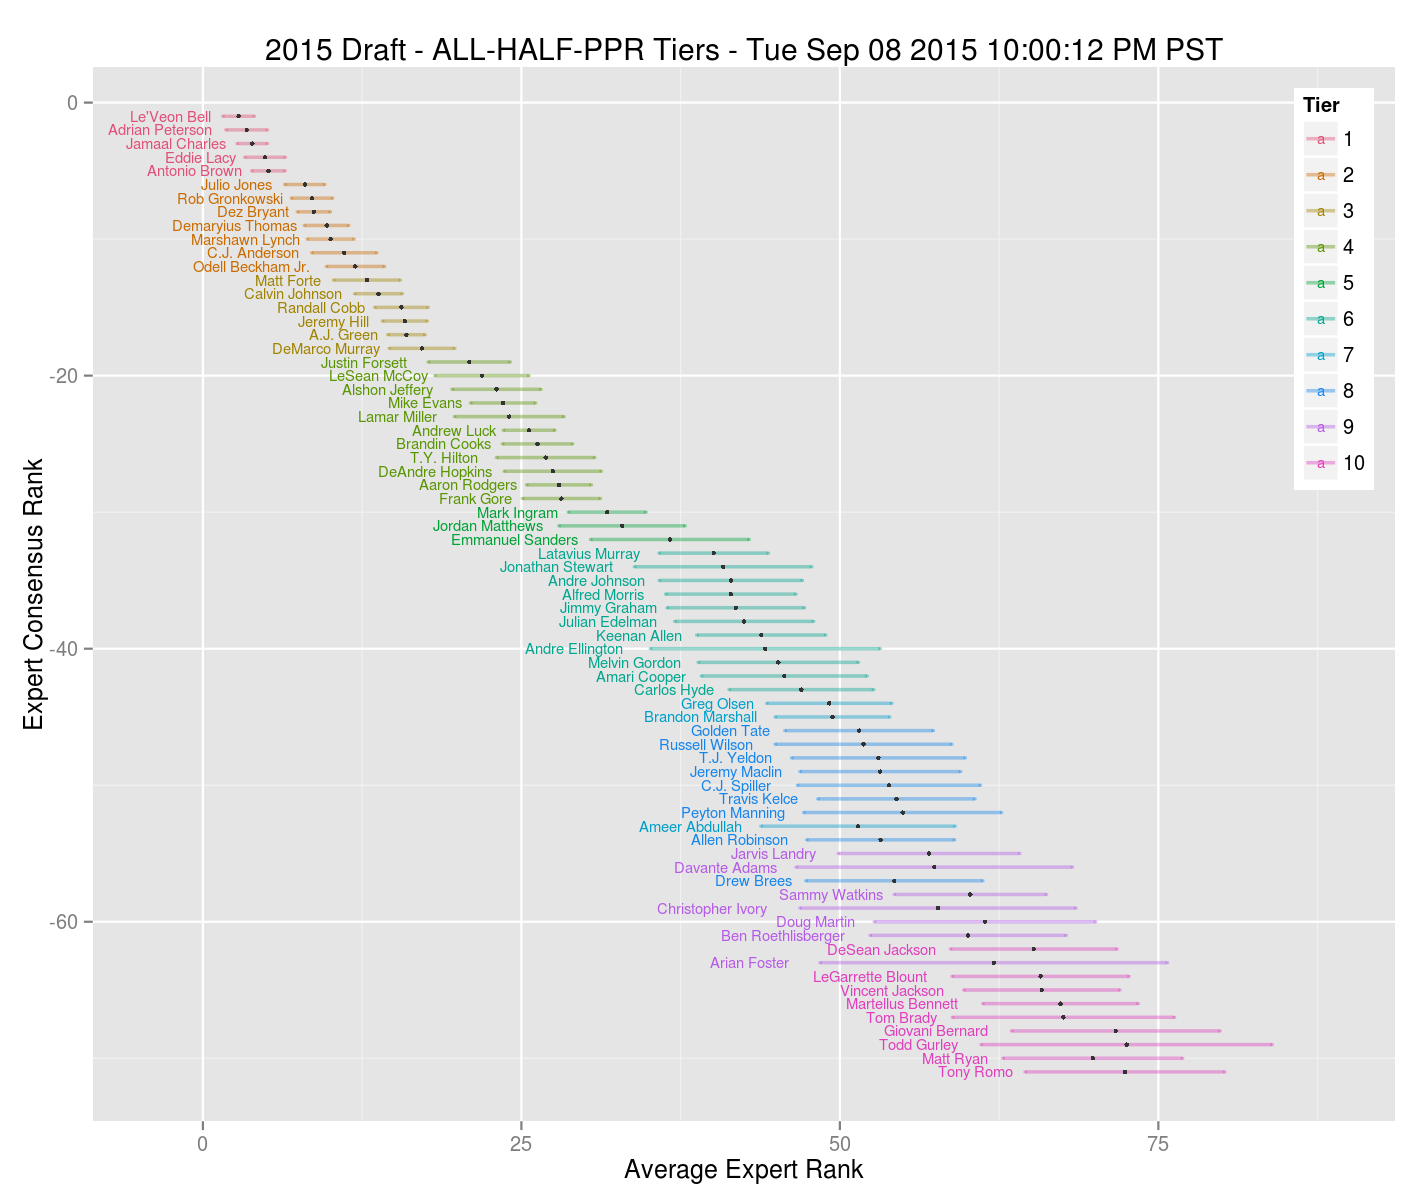 2015 Draft - ALL-HALF-PPR Tiers - Tue Sep 08 2015 10:00:12 PM PST
Expert Consensus Rank
0
-20
-40
-60
Le'Veon Bell
Adrian Peterson
Jamaal Charles
Eddie Lacy
Antonio Brown
Julio Jones
Rob Gronkowski
Dez Bryant
Demaryius Thomas
Marshawn Lynch
C.J. Anderson
Odell Beckham Jr.
Matt Forte
Calvin Johnson
Randall Cobb
Jeremy Hill
A.J. Green
DeMarco Murray
Justin Forsett
LeSean McCoy
Alshon Jeffery
Mike Evans
Lamar Miller
Andrew Luck
Brandin Cooks
T.Y. Hilton
DeAndre Hopkins
Aaron Rodgers
Frank Gore
Mark Ingram
Jordan Matthews
Emmanuel Sanders
Latavius Murray
Jonathan Stewart
Andre Johnson
Alfred Morris
Jimmy Graham
Julian Edelman
Keenan Allen
Andre Ellington
Melvin Gordon
Amari Cooper
Carlos Hyde
Greg Olsen
Brandon Marshall
Golden Tate
Russell Wilson
T.J. Yeldon
Jeremy Maclin
C.J. Spiller
Travis Kelce
Peyton Manning
Ameer Abdullah
Allen Robinson
Jarvis Landry
Davante Adams
Drew Brees
Sammy Watkins
Christopher Ivory
Doug Martin
Ben Roethlisberger
DeSean Jackson
Arian Foster
LeGarrette Blount
Vincent Jackson
Martellus Bennett
Tom Brady
Giovani Bernard
Todd Gurley
Matt Ryan
Tony Romo
Tier
a 1
a 2
a 3
a 4
a 5
a 6
a 7
a 8
a 9
a 10
0 25 50 75
Average Expert Rank